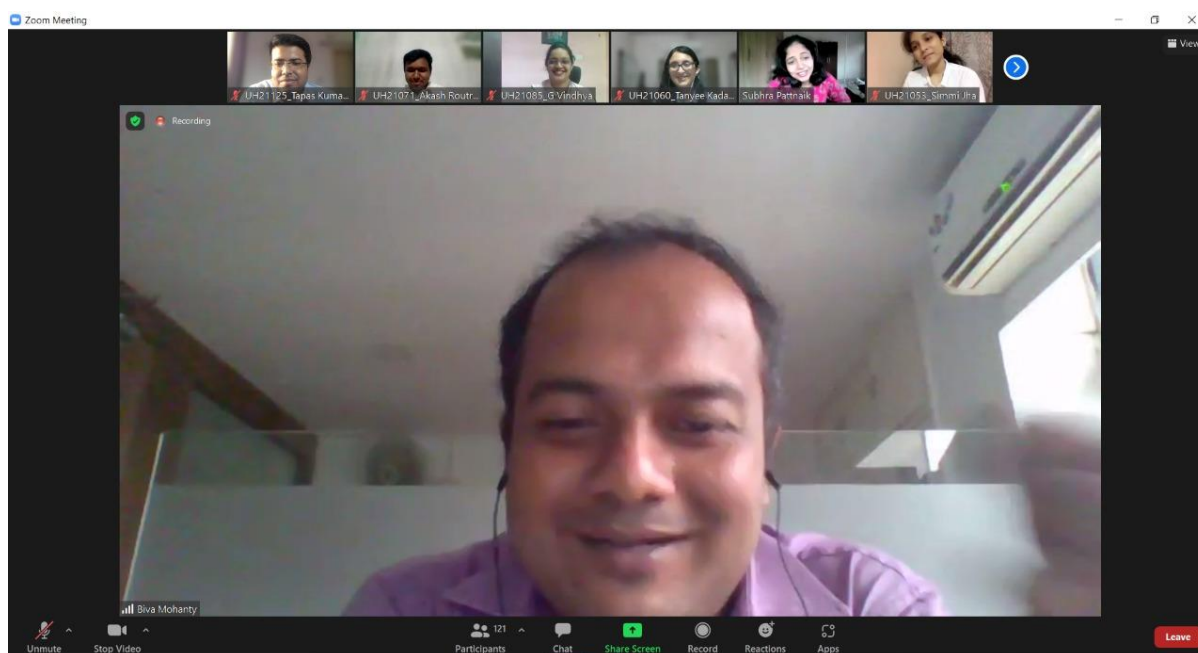 Zoom Meeting
View
UH21125_Tapas Kuma...
UH21071_Akash Routr...
UH21085_G Vindhya
UH21060_Tanyee Kada...
Subhra Pattnaik
UH21053_Simmi Jha
Recording
Biva Mohanty
Unmute
Stop Video
121
Participants
Chat
Share Screen
Record
Reactions
Apps
Leave